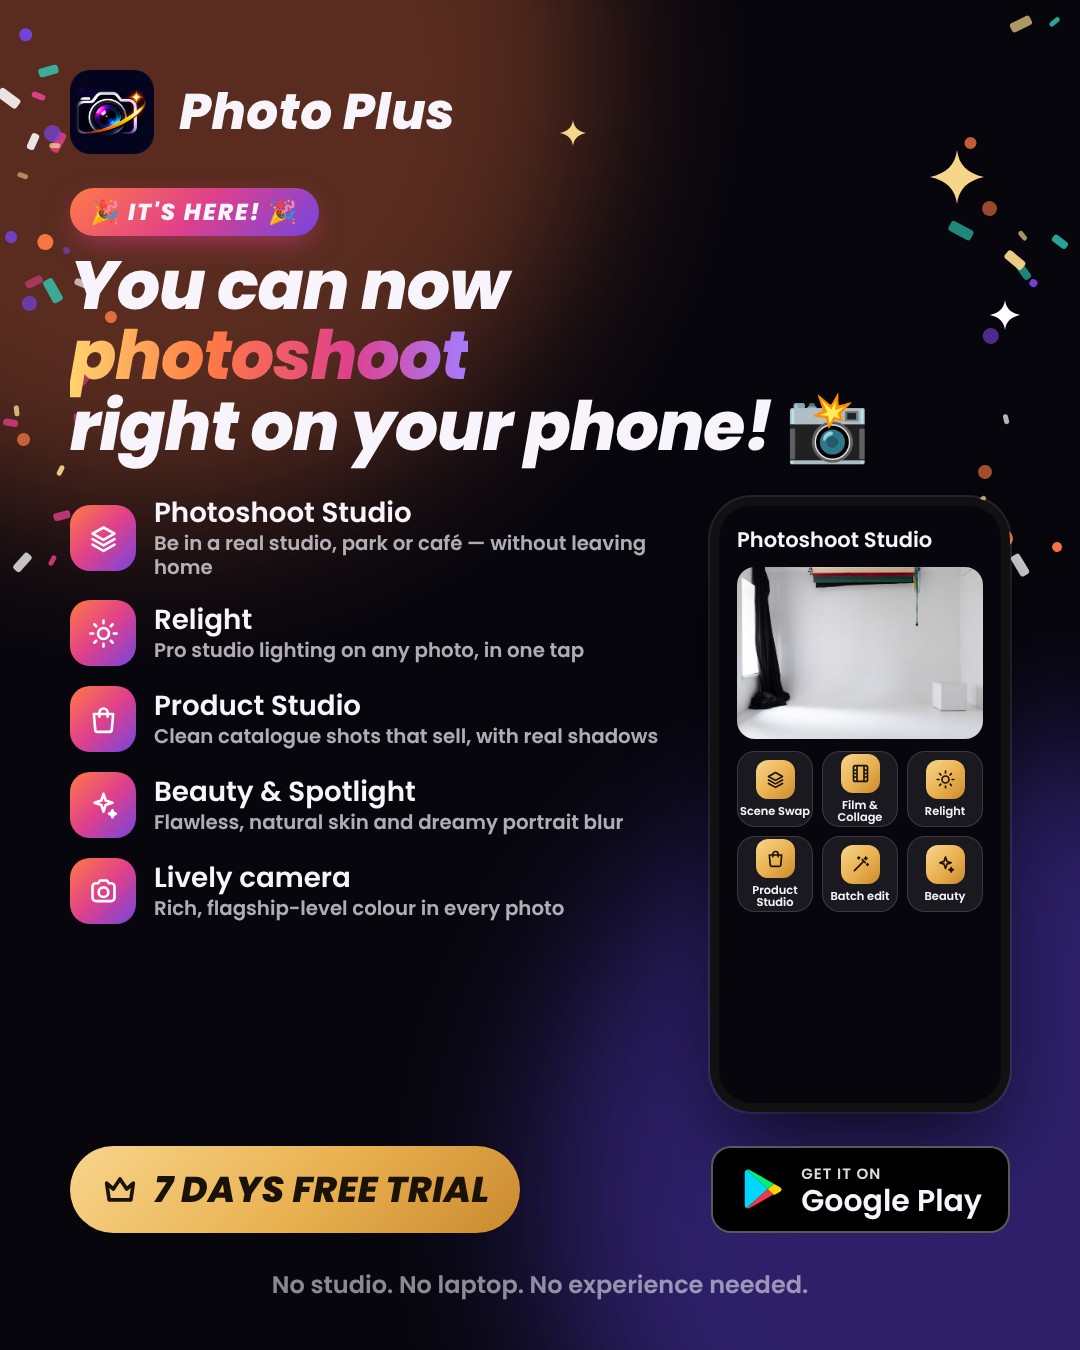 Photo Plus
🎉 IT'S HERE! 🎉
You can now
photoshoot
right on your phone! 📸
Photoshoot Studio
Be in a real studio, park or café — without leaving
home
Relight
Pro studio lighting on any photo, in one tap
Product Studio
Clean catalogue shots that sell, with real shadows
Beauty & Spotlight
Flawless, natural skin and dreamy portrait blur
Lively camera
Rich, flagship-level colour in every photo
Photoshoot Studio
Scene Swap
Film &
Collage
Relight
Product
Studio
Batch edit
Beauty
7 DAYS FREE TRIAL
GET IT ON
Google Play
No studio. No laptop. No experience needed.